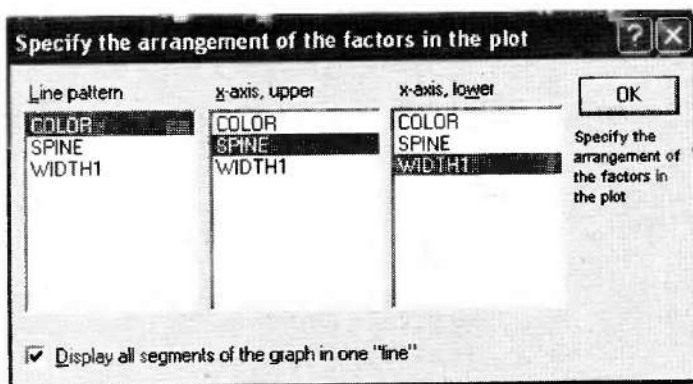 Specify the arrangement of the factors in the plot
Line pattern
COLOR
SPINE
WIDTH1
x-axis, upper
COLOR
SPINE
WIDTH1
x-axis, lower
COLOR
SPINE
WIDTH1
OK
Specify the
arrangement of
the factors in
the plot
Display all segments of the graph in one "line"